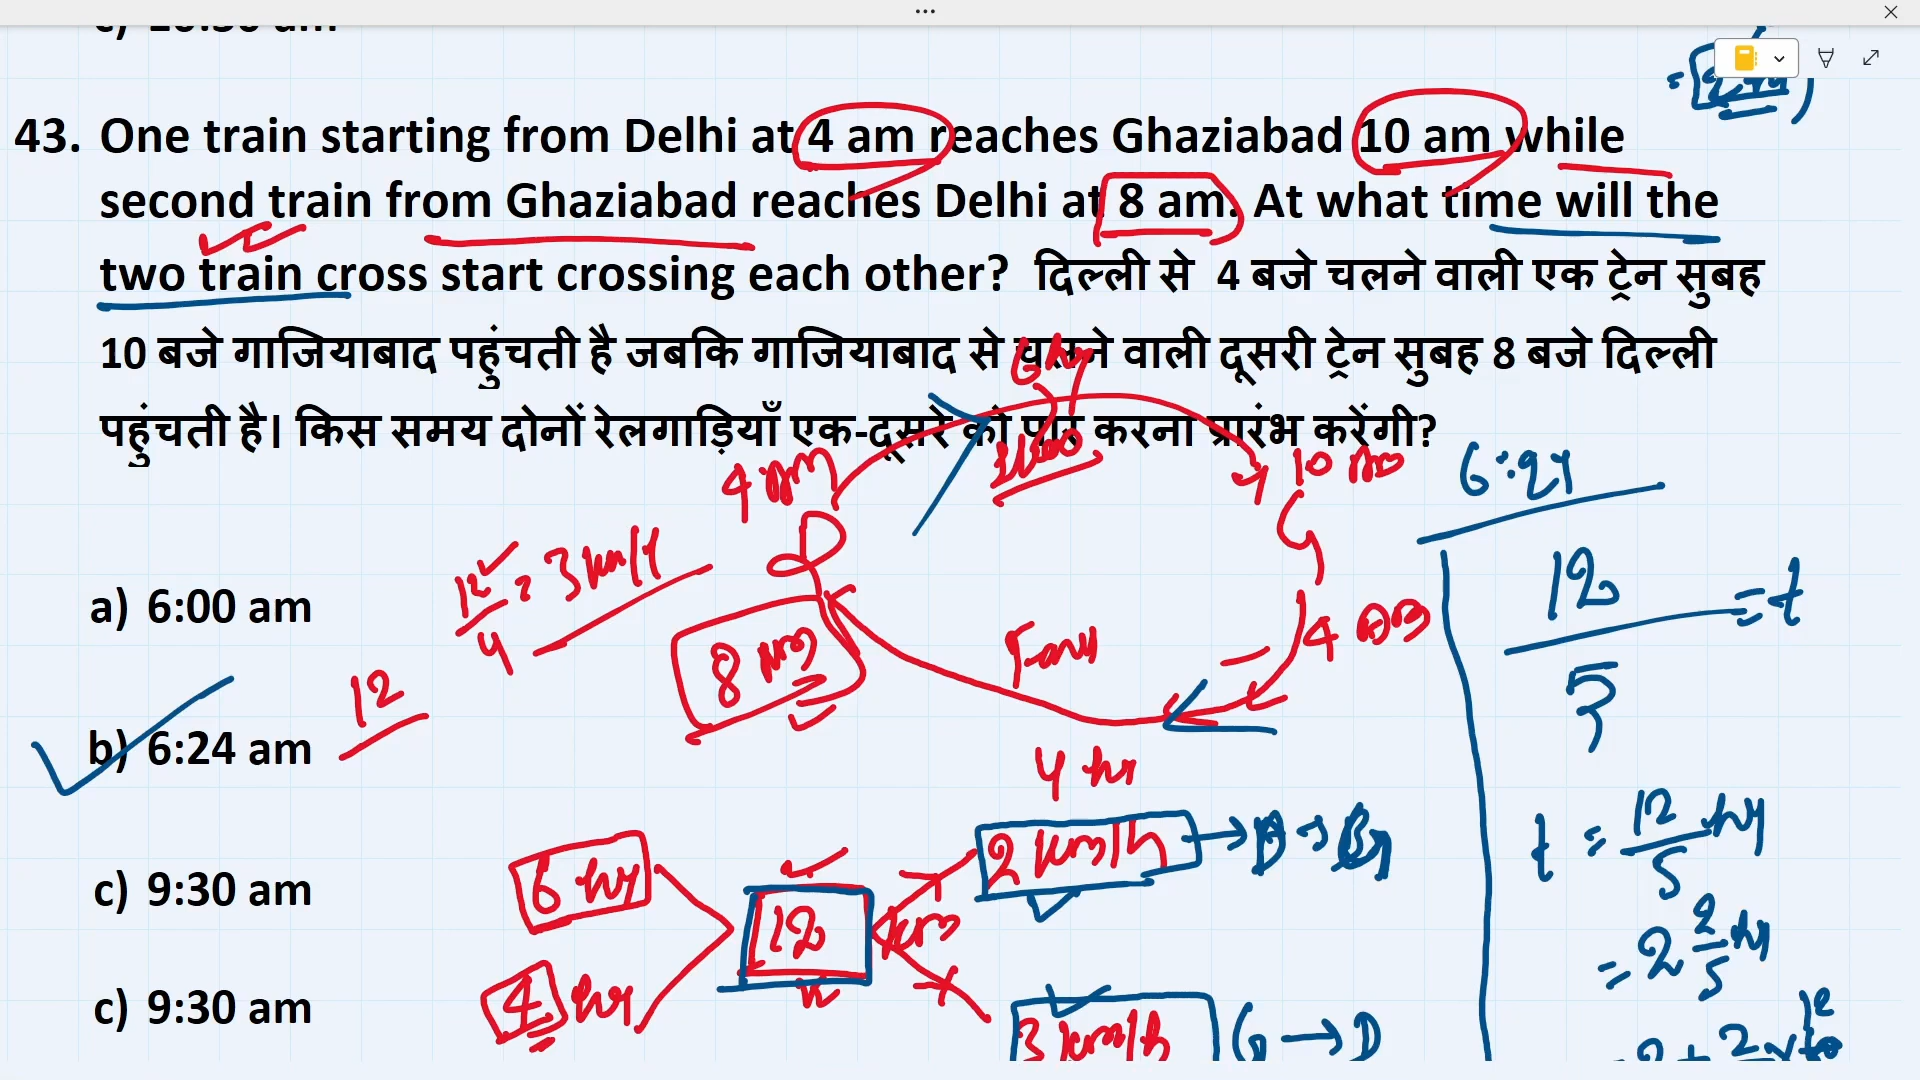 43. One train starting from Delhi at 4 am reaches Ghaziabad 10 am while
second train from Ghaziabad reaches Delhi at 8 am. At what time will the
two train cross start crossing each other? दिल्ली से 4 बजे चलने वाली एक ट्रेन सुबह
10 बजे गाजियाबाद पहुंचती है जबकि गाजियाबाद से चलने वाली दूसरी ट्रेन सुबह 8 बजे दिल्ली
पहुंचती है। किस समय दोनों रेलगाड़ियाँ एक-दूसरे को पार करना प्रारंभ करेंगी?
6 hr
4 am
10 am
6:24
D
12/4 = 3 km/h
12/5 = t
a) 6:00 am
8 am
4 am
12
b) 6:24 am
4 hr
t = 12/5 hr
2 km/h → D → G
c) 9:30 am
6 hr
12 km
= 2 2/5 hr
4 hr
c) 9:30 am
3 km/h G → D